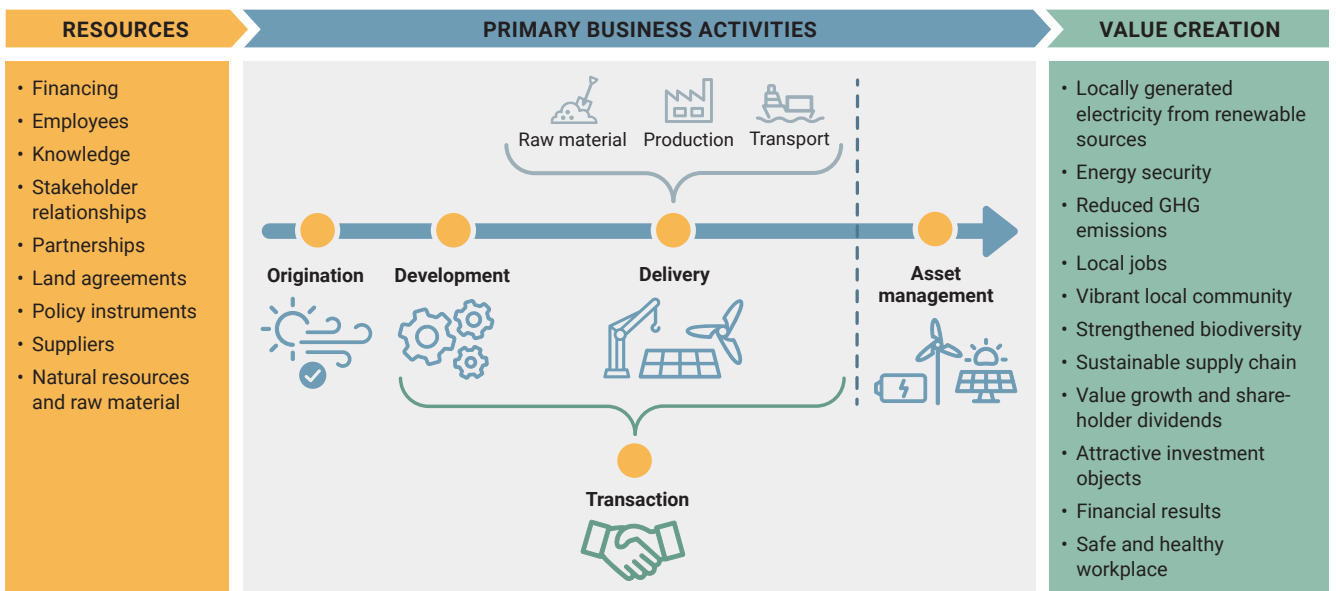 RESOURCES
PRIMARY BUSINESS ACTIVITIES
VALUE CREATION
• Financing
• Employees
• Knowledge
• Stakeholder
relationships
• Partnerships
• Land agreements
• Policy instruments
• Suppliers
• Natural resources
and raw material
Raw material
Production
Transport
Origination
Development
Delivery
Asset
management
Transaction
• Locally generated
electricity from renewable
sources
• Energy security
• Reduced GHG
emissions
• Local jobs
• Vibrant local community
• Strengthened biodiversity
• Sustainable supply chain
• Value growth and share-
holder dividends
• Attractive investment
objects
• Financial results
• Safe and healthy
workplace